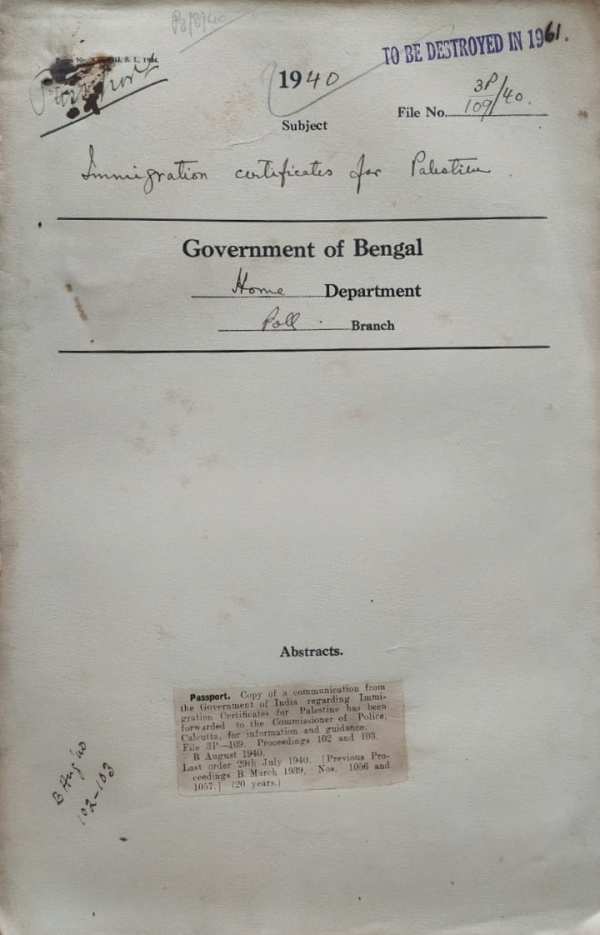 P8/8/40
TO BE DESTROYED IN 1961.
Passport
1940
File No. 3P/109/40.
Subject
Immigration certificates for Palestine
Government of Bengal
Home Department
Poll. Branch
Abstracts.
Passport. Copy of a communication from
the Government of India regarding Immi-
gration Certificates for Palestine has been
forwarded to the Commissioner of Police,
Calcutta, for information and guidance.
File 3P—109. Proceedings 102 and 103.
B August 1940.
Last order 29th July 1940. [Previous Pro-
ceedings B March 1939, Nos. 1056 and
1057.] (20 years.)
B Aug 40
102-103